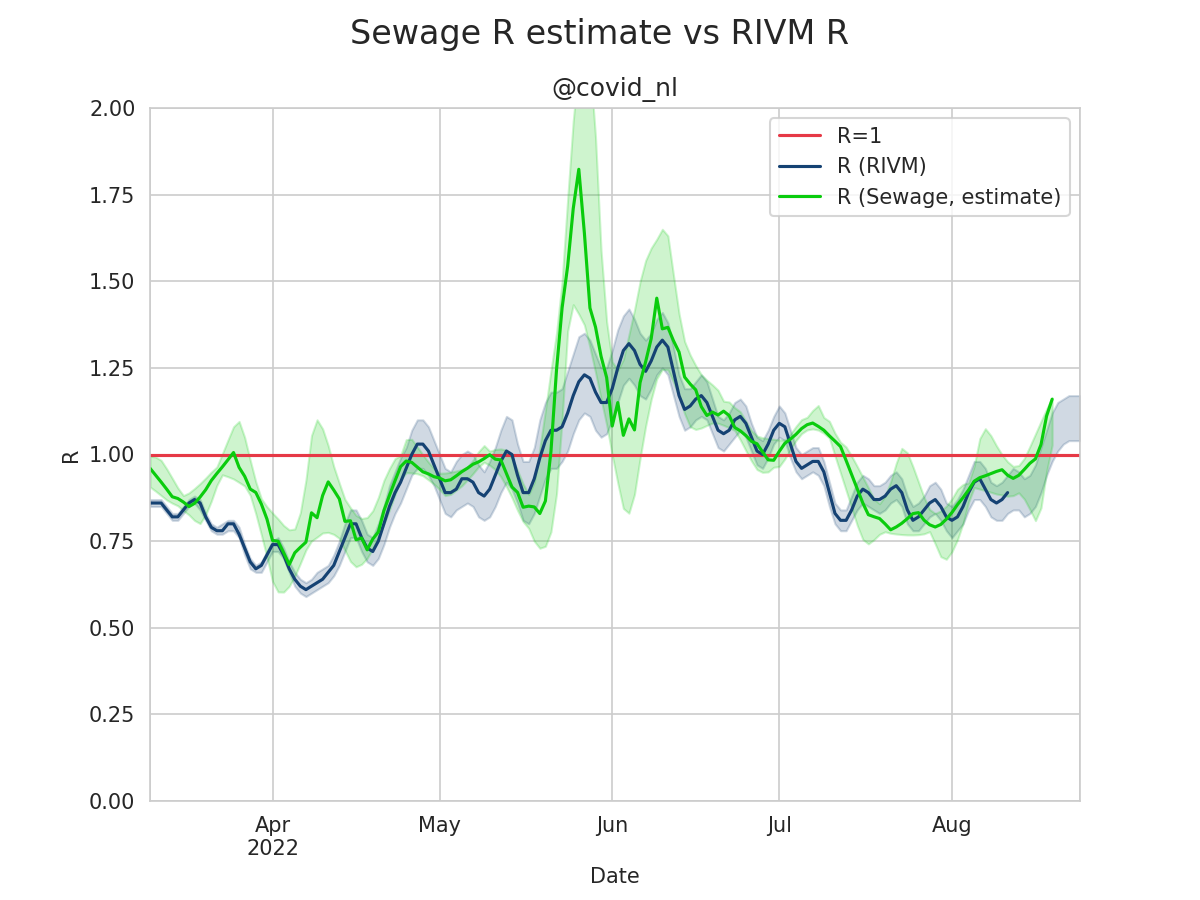 Sewage R estimate vs RIVM R
@covid_nl
R=1
R (RIVM)
R (Sewage, estimate)
2.00
1.75
1.50
1.25
1.00
0.75
0.50
0.25
0.00
R
Apr
2022
May
Jun
Jul
Aug
Date